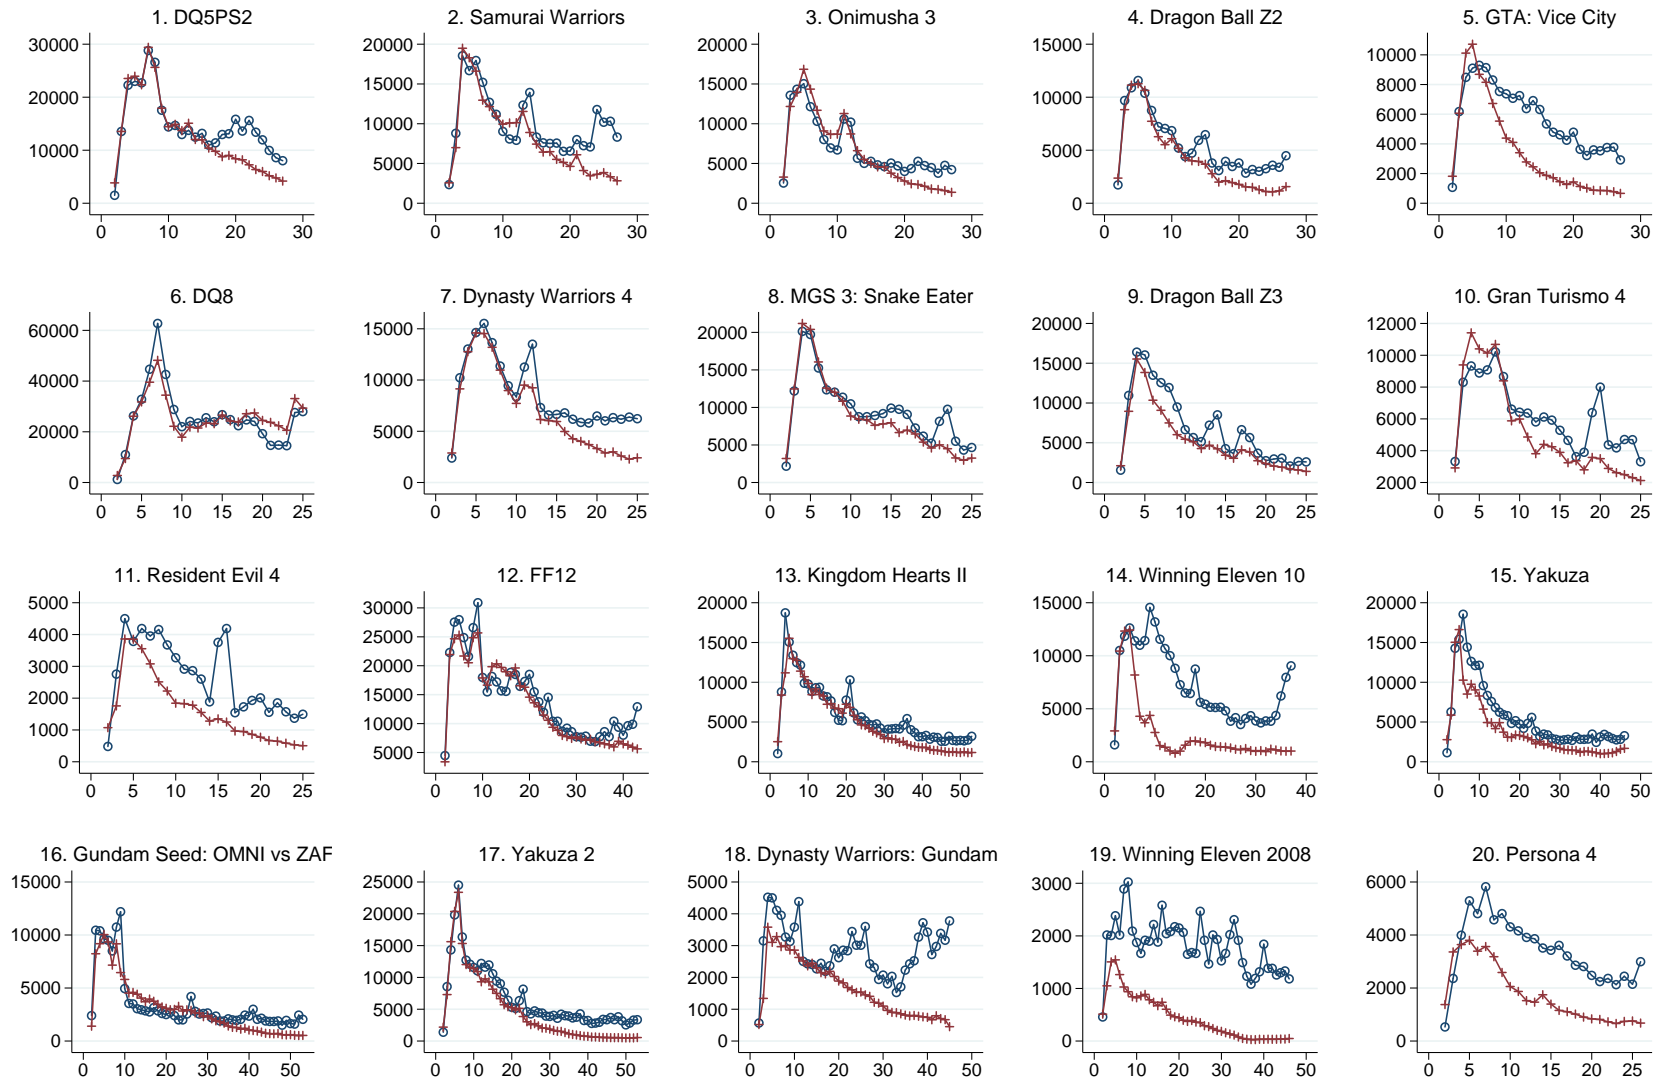 1. DQ5PS2
30000
20000
10000
0
0 10 20 30
2. Samurai Warriors
20000
15000
10000
5000
0
0 10 20 30
3. Onimusha 3
20000
15000
10000
5000
0
0 10 20 30
4. Dragon Ball Z2
15000
10000
5000
0
0 10 20 30
5. GTA: Vice City
10000
8000
6000
4000
2000
0
0 10 20 30
6. DQ8
60000
40000
20000
0
0 5 10 15 20 25
7. Dynasty Warriors 4
15000
10000
5000
0
0 5 10 15 20 25
8. MGS 3: Snake Eater
20000
15000
10000
5000
0
0 5 10 15 20 25
9. Dragon Ball Z3
20000
15000
10000
5000
0
0 5 10 15 20 25
10. Gran Turismo 4
12000
10000
8000
6000
4000
2000
0 5 10 15 20 25
11. Resident Evil 4
5000
4000
3000
2000
1000
0
0 5 10 15 20 25
12. FF12
30000
25000
20000
15000
10000
5000
0 10 20 30 40
13. Kingdom Hearts II
20000
15000
10000
5000
0
0 10 20 30 40 50
14. Winning Eleven 10
15000
10000
5000
0
0 10 20 30 40
15. Yakuza
20000
15000
10000
5000
0
0 10 20 30 40 50
16. Gundam Seed: OMNI vs ZAF
15000
10000
5000
0
0 10 20 30 40 50
17. Yakuza 2
25000
20000
15000
10000
5000
0
0 10 20 30 40 50
18. Dynasty Warriors: Gundam
5000
4000
3000
2000
1000
0
0 10 20 30 40 50
19. Winning Eleven 2008
3000
2000
1000
0
0 10 20 30 40 50
20. Persona 4
6000
4000
2000
0
0 5 10 15 20 25